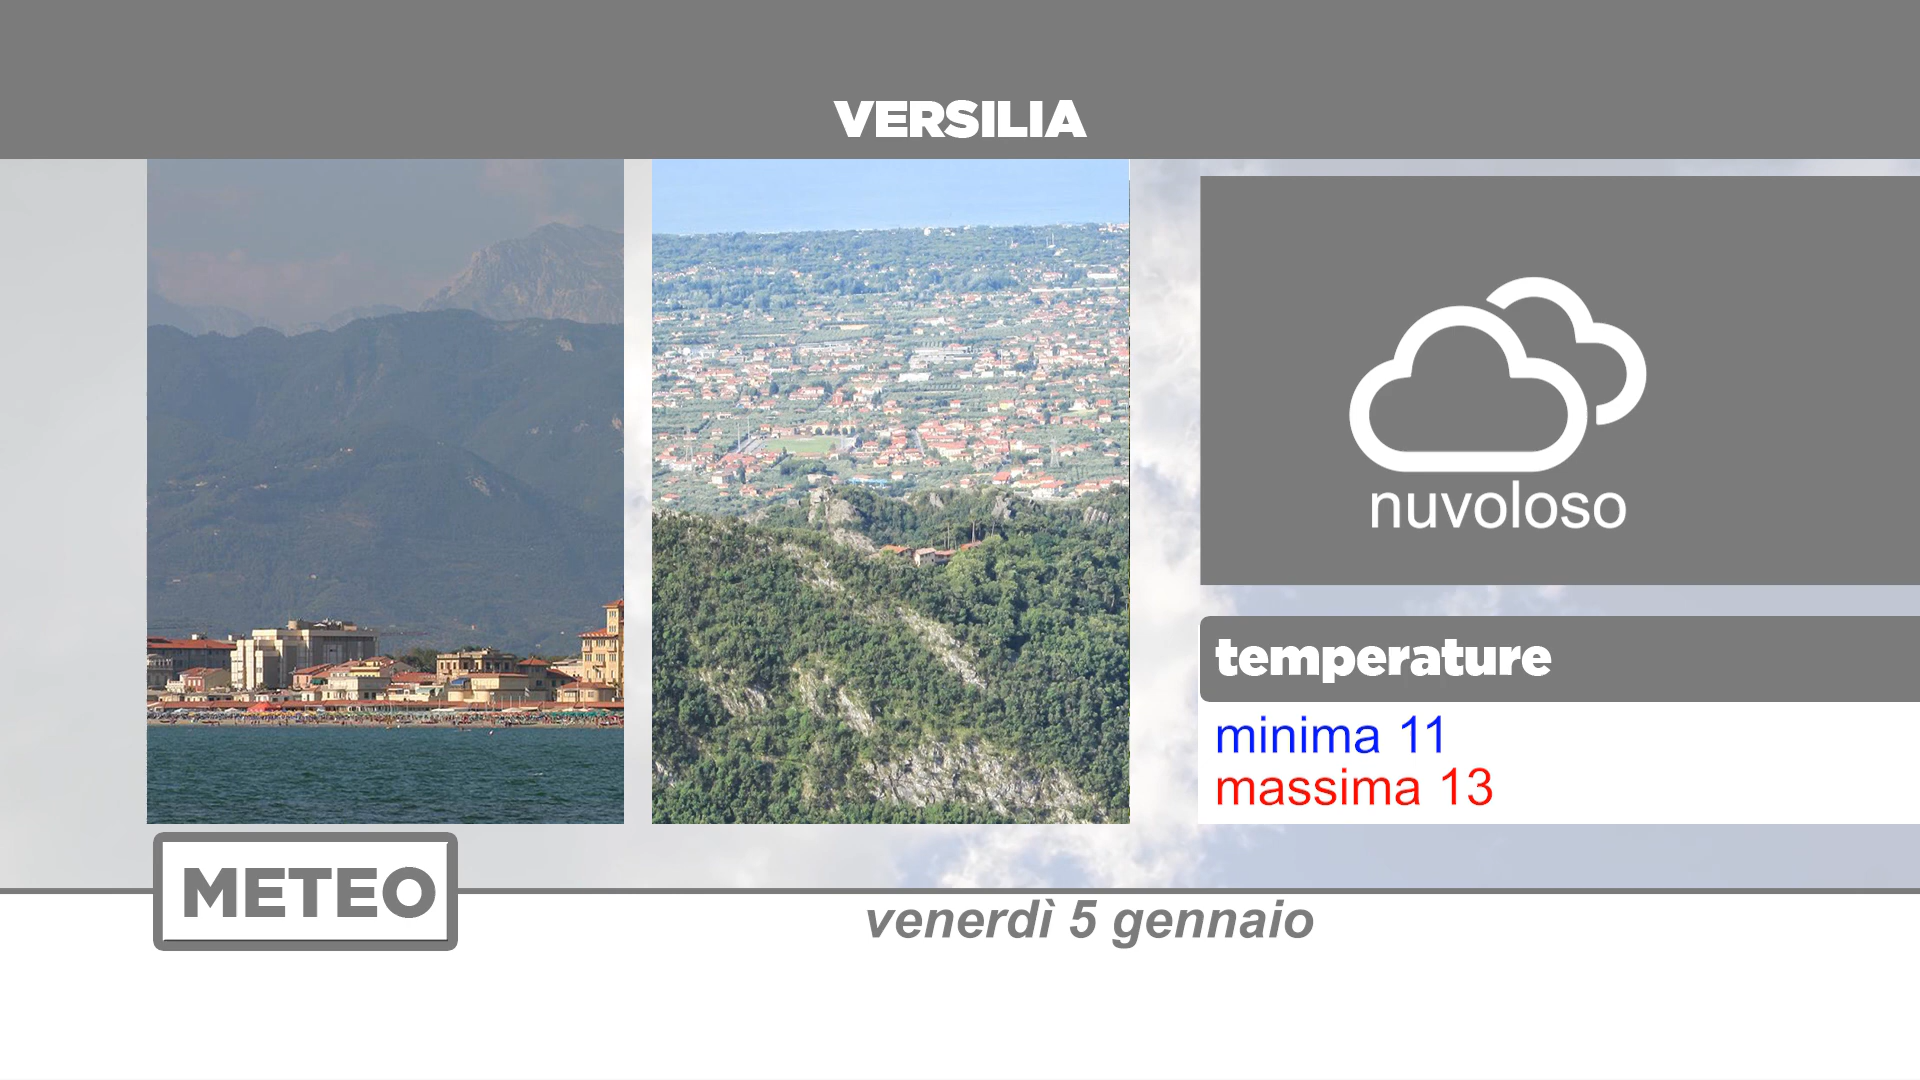 VERSILIA
nuvoloso
temperature
minima 11
massima 13
METEO
venerdì 5 gennaio